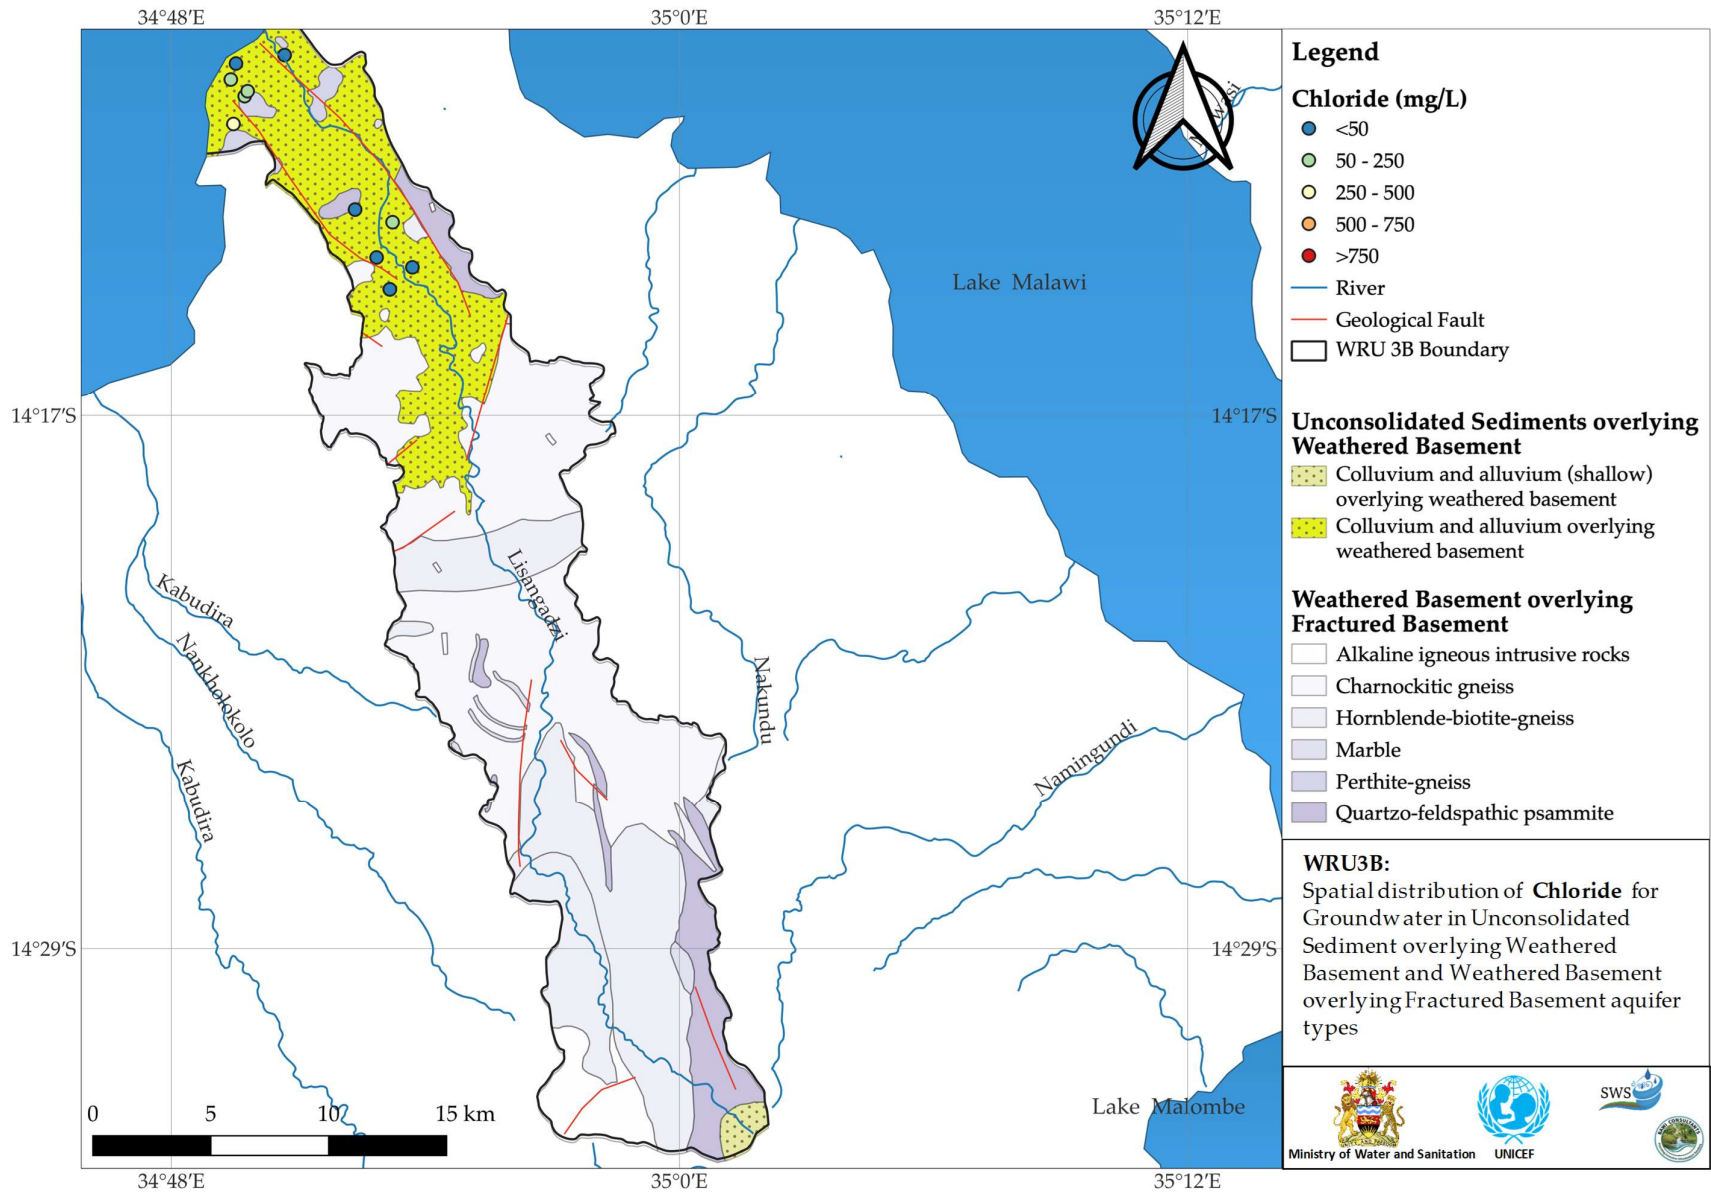 34°48′E
35°0′E
35°12′E
Lake Malawi
14°17′S
14°17′S
Kabudira
Nankholokolo
Kabudira
Lisangadzi
Nakundu
Namingundi
14°29′S
14°29′S
Lake Malombe
0 5 10 15 km
34°48′E
35°0′E
35°12′E
Legend
Chloride (mg/L)
<50
50 - 250
250 - 500
500 - 750
>750
River
Geological Fault
WRU 3B Boundary
Unconsolidated Sediments overlying
Weathered Basement
Colluvium and alluvium (shallow)
overlying weathered basement
Colluvium and alluvium overlying
weathered basement
Weathered Basement overlying
Fractured Basement
Alkaline igneous intrusive rocks
Charnockitic gneiss
Hornblende-biotite-gneiss
Marble
Perthite-gneiss
Quartzo-feldspathic psammite
WRU3B:
Spatial distribution of Chloride for
Groundwater in Unconsolidated
Sediment overlying Weathered
Basement and Weathered Basement
overlying Fractured Basement aquifer
types
Ministry of Water and Sanitation
UNICEF
SWS